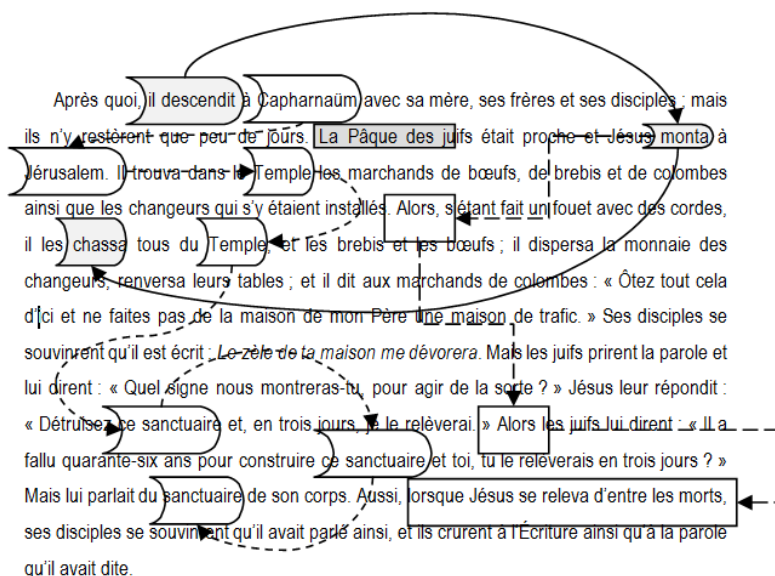 Après quoi, il descendit à Capharnaüm avec sa mère, ses frères et ses disciples ; mais
ils n'y restèrent que peu de jours. La Pâque des juifs était proche et Jésus monta à
Jérusalem. Il trouva dans le Temple les marchands de bœufs, de brebis et de colombes
ainsi que les changeurs qui s'y étaient installés. Alors, s'étant fait un fouet avec des cordes,
il les chassa tous du Temple, et les brebis et les bœufs ; il dispersa la monnaie des
changeurs, renversa leurs tables ; et il dit aux marchands de colombes : « Ôtez tout cela
d'ici et ne faites pas de la maison de mon Père une maison de trafic. » Ses disciples se
souvinrent qu'il est écrit : Le zèle de ta maison me dévorera. Mais les juifs prirent la parole et
lui dirent : « Quel signe nous montreras-tu, pour agir de la sorte ? » Jésus leur répondit :
« Détruisez ce sanctuaire et, en trois jours, je le relèverai. » Alors les juifs lui dirent : « Il a
fallu quarante-six ans pour construire ce sanctuaire et toi, tu le relèverais en trois jours ? »
Mais lui parlait du sanctuaire de son corps. Aussi, lorsque Jésus se releva d'entre les morts,
ses disciples se souvinrent qu'il avait parlé ainsi, et ils crurent à l'Écriture ainsi qu'à la parole
qu'il avait dite.